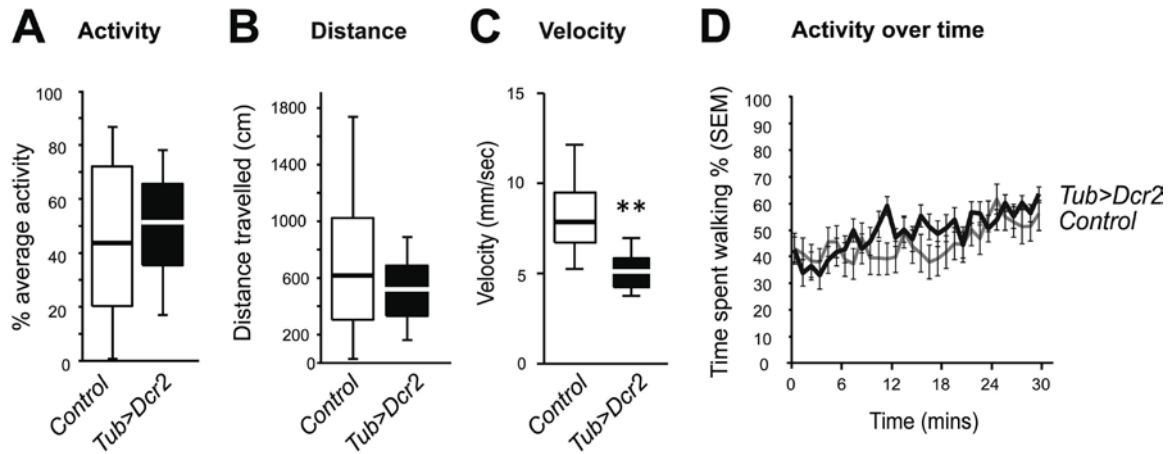 A Activity
% average activity
100
80
60
40
20
0
Control
Tub>Dcr2
B Distance
Distance travelled (cm)
1800
1400
1000
600
200
0
Control
Tub>Dcr2
C Velocity
Velocity (mm/sec)
15
10
5
0
**
Control
Tub>Dcr2
D Activity over time
Time spent walking % (SEM)
100
90
80
70
60
50
40
30
20
10
0
0 6 12 18 24 30
Time (mins)
Tub>Dcr2
Control